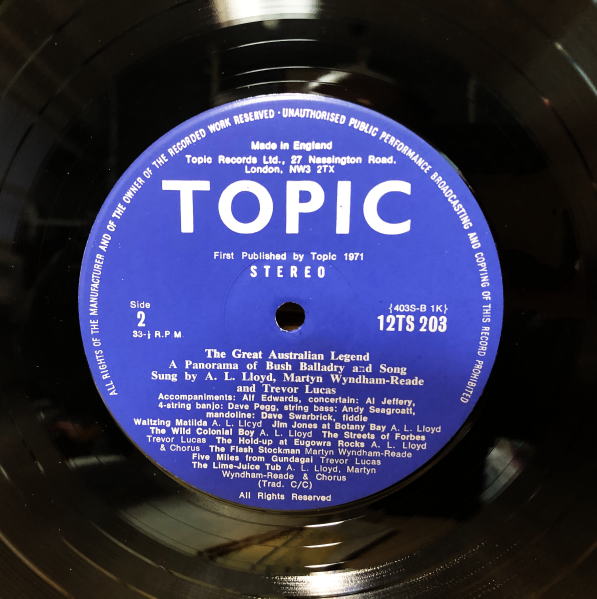 ALL RIGHTS OF THE MANUFACTURER AND OF THE OWNER OF THE RECORDED WORK RESERVED · UNAUTHORISED PUBLIC PERFORMANCE BROADCASTING AND COPYING OF THIS RECORD PROHIBITED
Made in England
Topic Records Ltd., 27 Nassington Road.
London, NW3 2TX
TOPIC
First Published by Topic 1971
STEREO
Side
2
33-⅓ R.P.M.
{403S-B 1K}
12TS 203
The Great Australian Legend
A Panorama of Bush Balladry and Song
Sung by A. L. Lloyd, Martyn Wyndham-Reade
and Trevor Lucas
Accompaniments: Alf Edwards, concertain: Al Jeffery,
4-string banjo: Dave Pegg, string bass: Andy Seagroatt,
mandoline: Dave Swarbrick, fiddle
Waltzing Matilda A. L. Lloyd Jim Jones at Botany Bay A. L. Lloyd
The Wild Colonial Boy A. L. Lloyd The Streets of Forbes
Trevor Lucas The Hold-up at Eugowra Rocks A. L. Lloyd
& Chorus The Flash Stockman Martyn Wyndham-Reade
Five Miles from Gundagai Trevor Lucas
The Lime-Juice Tub A. L. Lloyd, Martyn
Wyndham-Reade & Chorus
(Trad. C/C)
All Rights Reserved